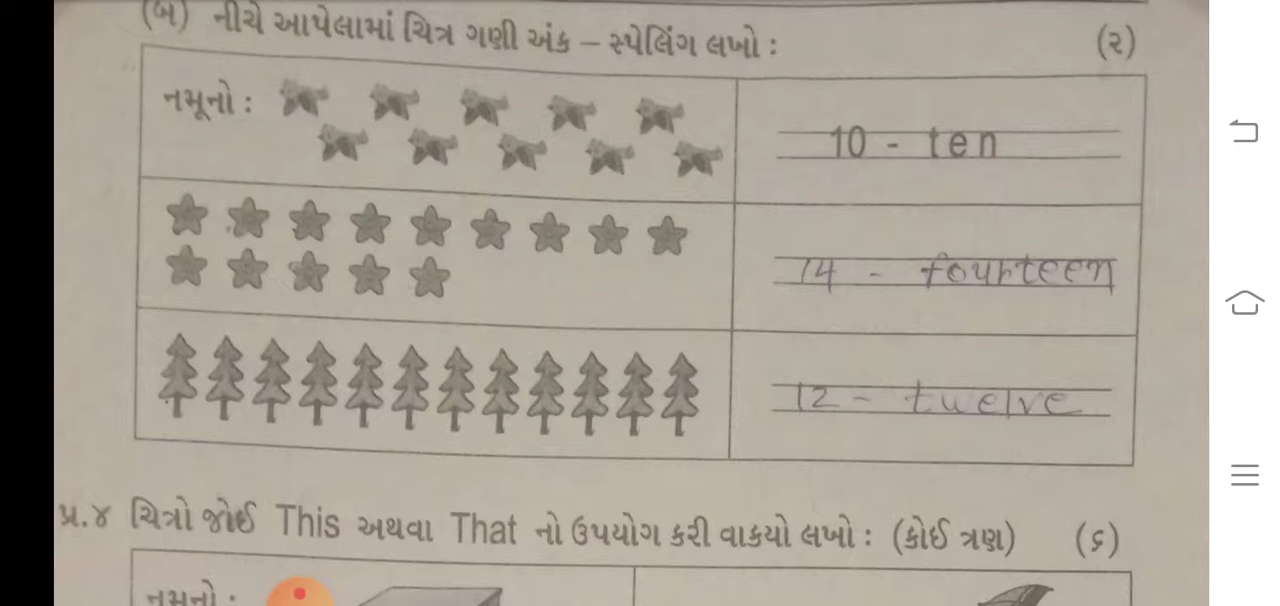 (બ) નીચે આપેલામાં ચિત્ર ગણી અંક – સ્પેલિંગ લખો : (૨)
નમૂનો :
10 - ten
14 - fourteen
12 - twelve
પ્ર.૪ ચિત્રો જોઈ This અથવા That નો ઉપયોગ કરી વાકયો લખો : (કોઈ ત્રણ) (૬)
નમૂનો :